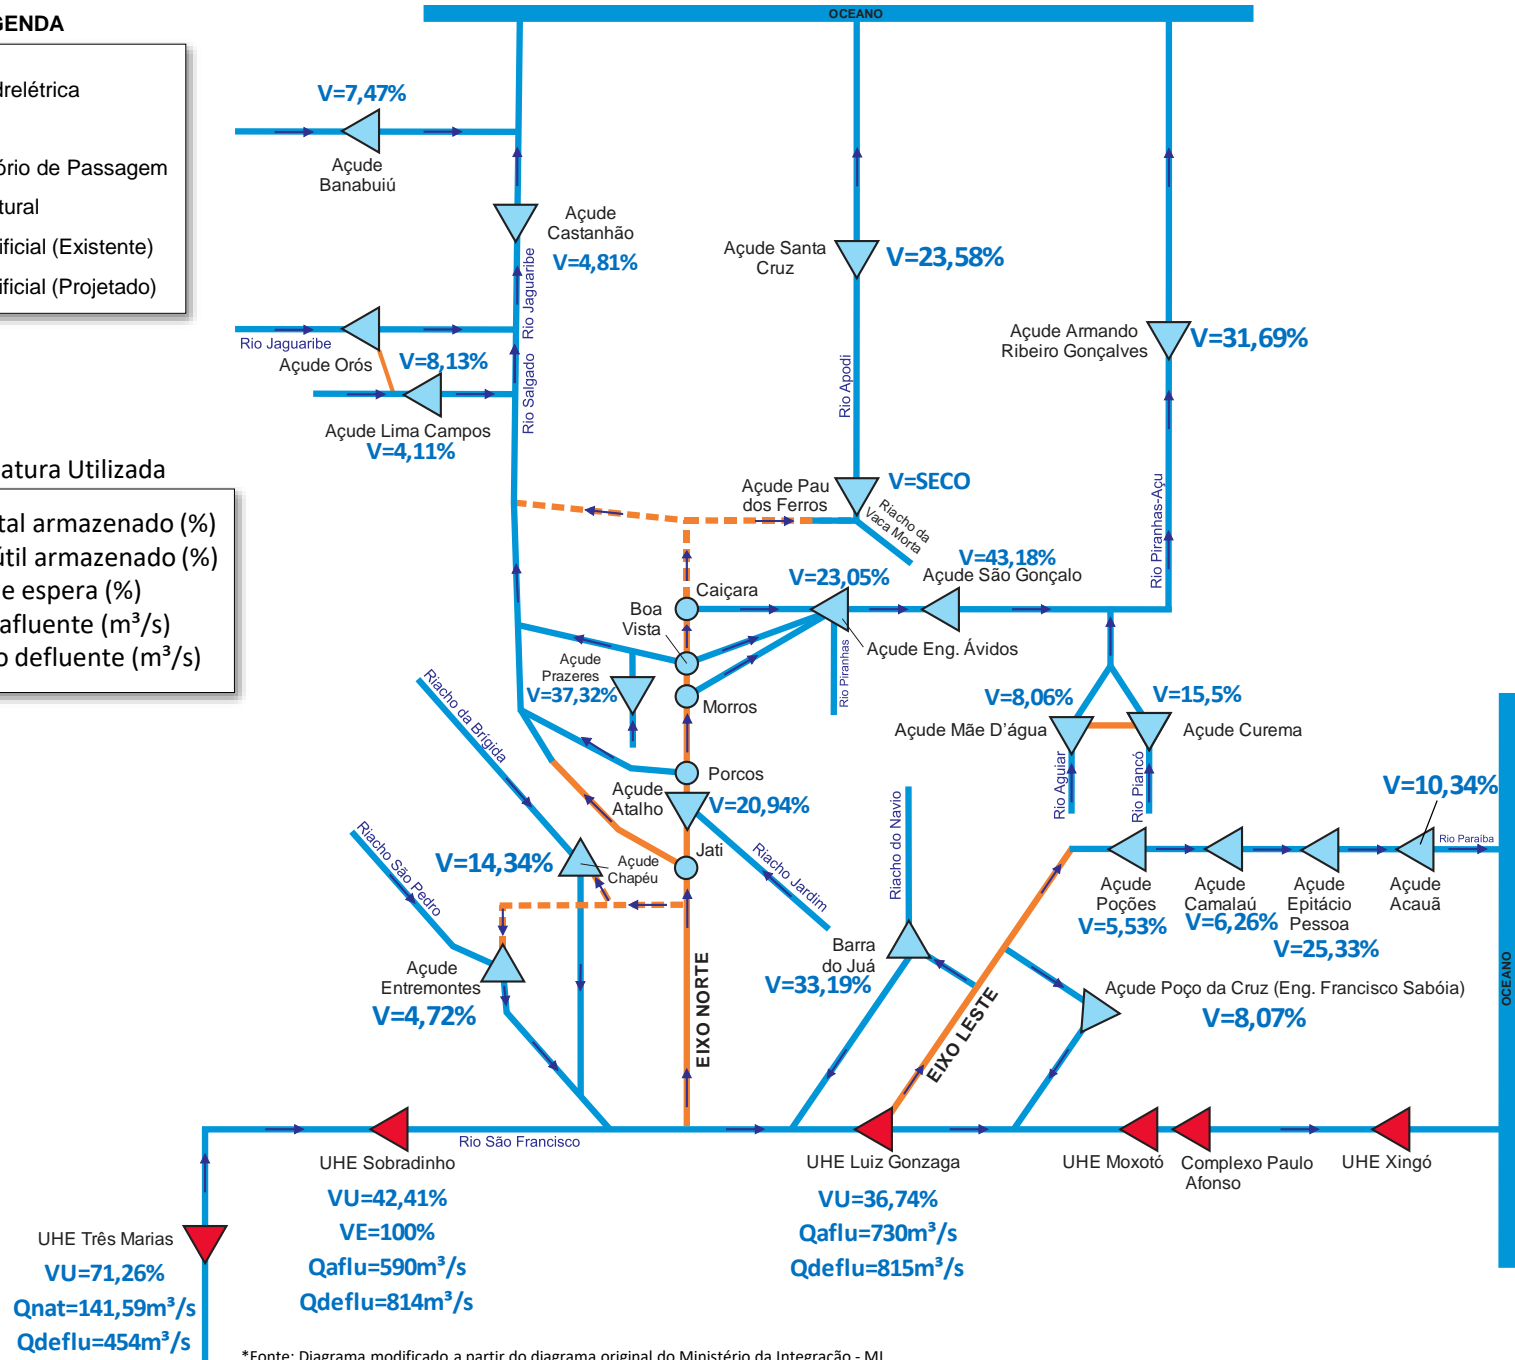 OCEANO
GENDA
drelétrica
ório de Passagem
tural
ificial (Existente)
ificial (Projetado)
V=7,47%
Açude
Banabuiú
Açude
Castanhão
V=4,81%
Rio Jaguaribe
Açude Santa
Cruz
V=23,58%
Açude Armando
Ribeiro Gonçalves
V=31,69%
Rio Jaguaribe
Açude Orós
V=8,13%
Rio Salgado
Rio Apodi
Açude Lima Campos
V=4,11%
atura Utilizada
tal armazenado (%)
útil armazenado (%)
e espera (%)
afluente (m³/s)
o defluente (m³/s)
Açude Pau
dos Ferros
V=SECO
Riacho da
Vaca Morta
Rio Piranhas-Açu
V=43,18%
Açude São Gonçalo
V=23,05%
Caiçara
Boa
Vista
Açude Eng. Ávidos
Rio Piranhas
Açude
Prazeres
V=37,32%
Morros
Riacho da Brígida
V=8,06%
Açude Mãe D'água
V=15,5%
Açude Curema
Rio Aguiar
Rio Piancó
Porcos
Açude
Atalho
V=20,94%
V=10,34%
Rio Paraíba
Riacho São Pedro
V=14,34%
Açude
Chapéu
Jati
Riacho Jardim
Riacho do Navio
Açude
Poções
V=5,53%
Açude
Camalaú
V=6,26%
Açude
Epitácio
Pessoa
V=25,33%
Açude
Acauã
Açude
Entremontes
V=4,72%
Barra
do Juá
V=33,19%
EIXO NORTE
EIXO LESTE
Açude Poço da Cruz (Eng. Francisco Sabóia)
V=8,07%
OCEANO
Rio São Francisco
UHE Sobradinho
VU=42,41%
VE=100%
Qaflu=590m³/s
Qdeflu=814m³/s
UHE Luiz Gonzaga
VU=36,74%
Qaflu=730m³/s
Qdeflu=815m³/s
UHE Moxotó
Complexo Paulo
Afonso
UHE Xingó
UHE Três Marias
VU=71,26%
Qnat=141,59m³/s
Qdeflu=454m³/s
*Fonte: Diagrama modificado a partir do diagrama original do Ministério da Integração - MI